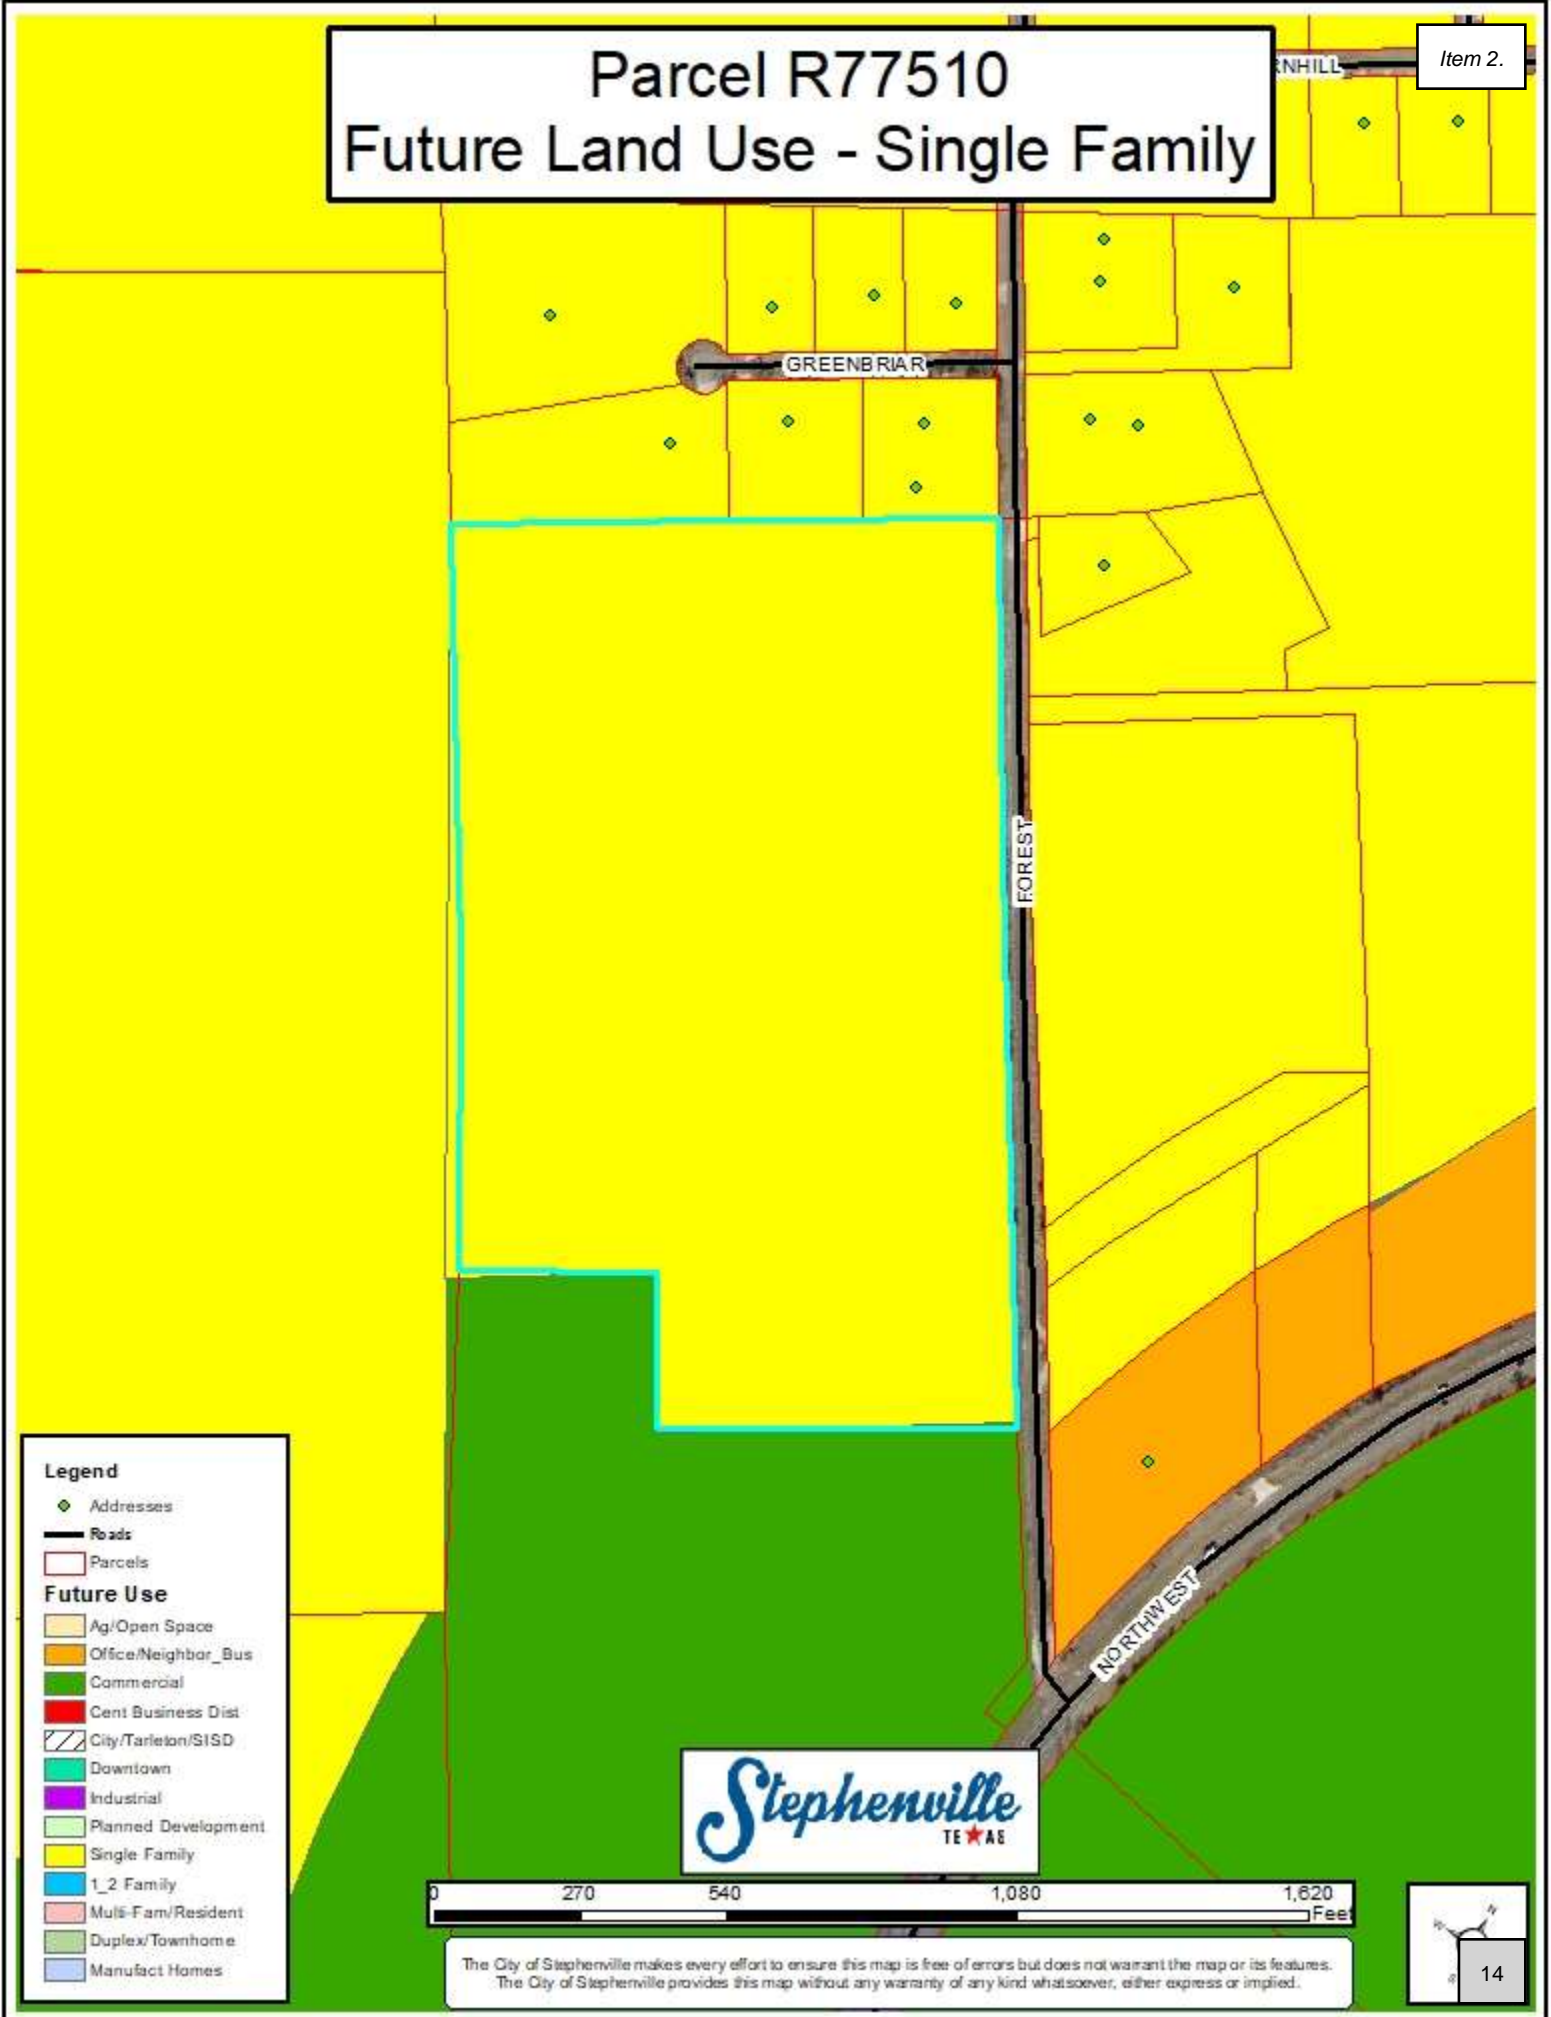 Parcel R77510
Future Land Use - Single Family
RNHILL
Item 2.
GREENBRIAR
FOREST
NORTHWEST
Legend
Addresses
Roads
Parcels
Future Use
Ag/Open Space
Office/Neighbor_Bus
Commercial
Cent Business Dist
City/Tarleton/SISD
Downtown
Industrial
Planned Development
Single Family
1_2 Family
Multi-Fam/Resident
Duplex/Townhome
Manufact Homes
Stephenville
TEXAS
0 270 540 1,080 1,620
Feet
The City of Stephenville makes every effort to ensure this map is free of errors but does not warrant the map or its features.
The City of Stephenville provides this map without any warranty of any kind whatsoever, either express or implied.
N
W
S
14